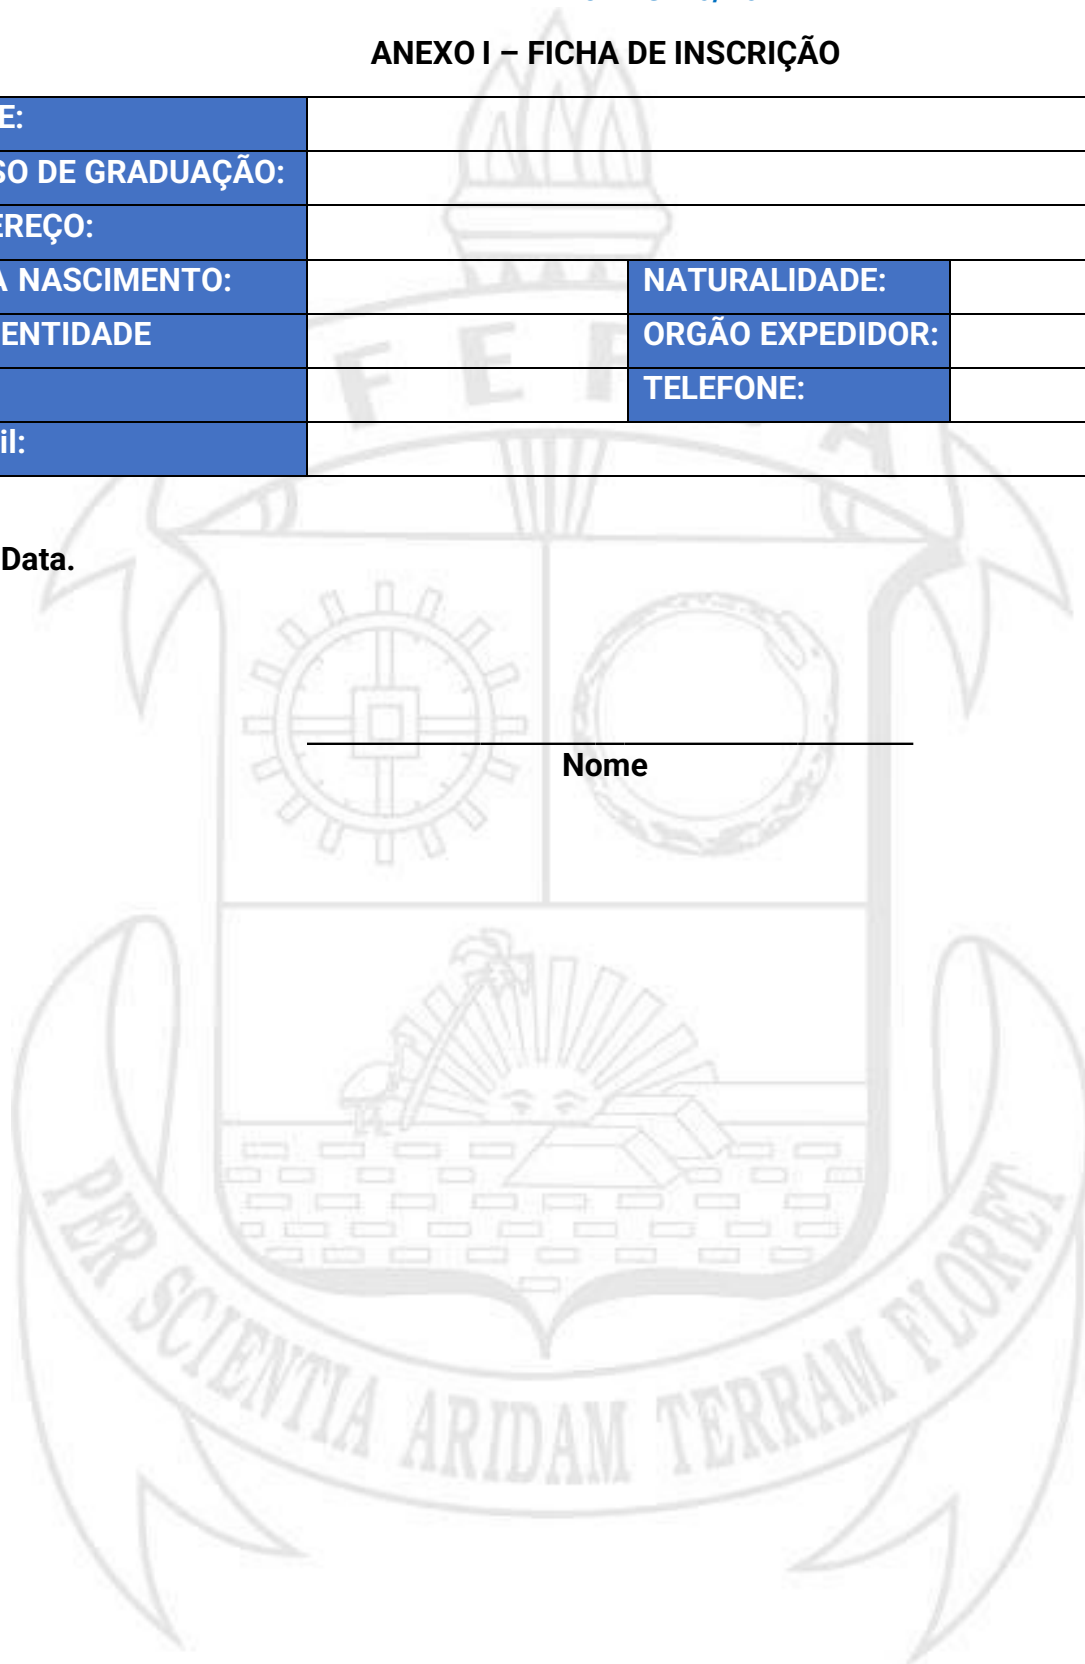 ANEXO I – FICHA DE INSCRIÇÃO
E:
SO DE GRADUAÇÃO:
EREÇO:
A NASCIMENTO: NATURALIDADE:
ENTIDADE ORGÃO EXPEDIDOR:
TELEFONE:
il:
Data.
Nome
PER SCIENTIA ARIDAM TERRAM FLORET